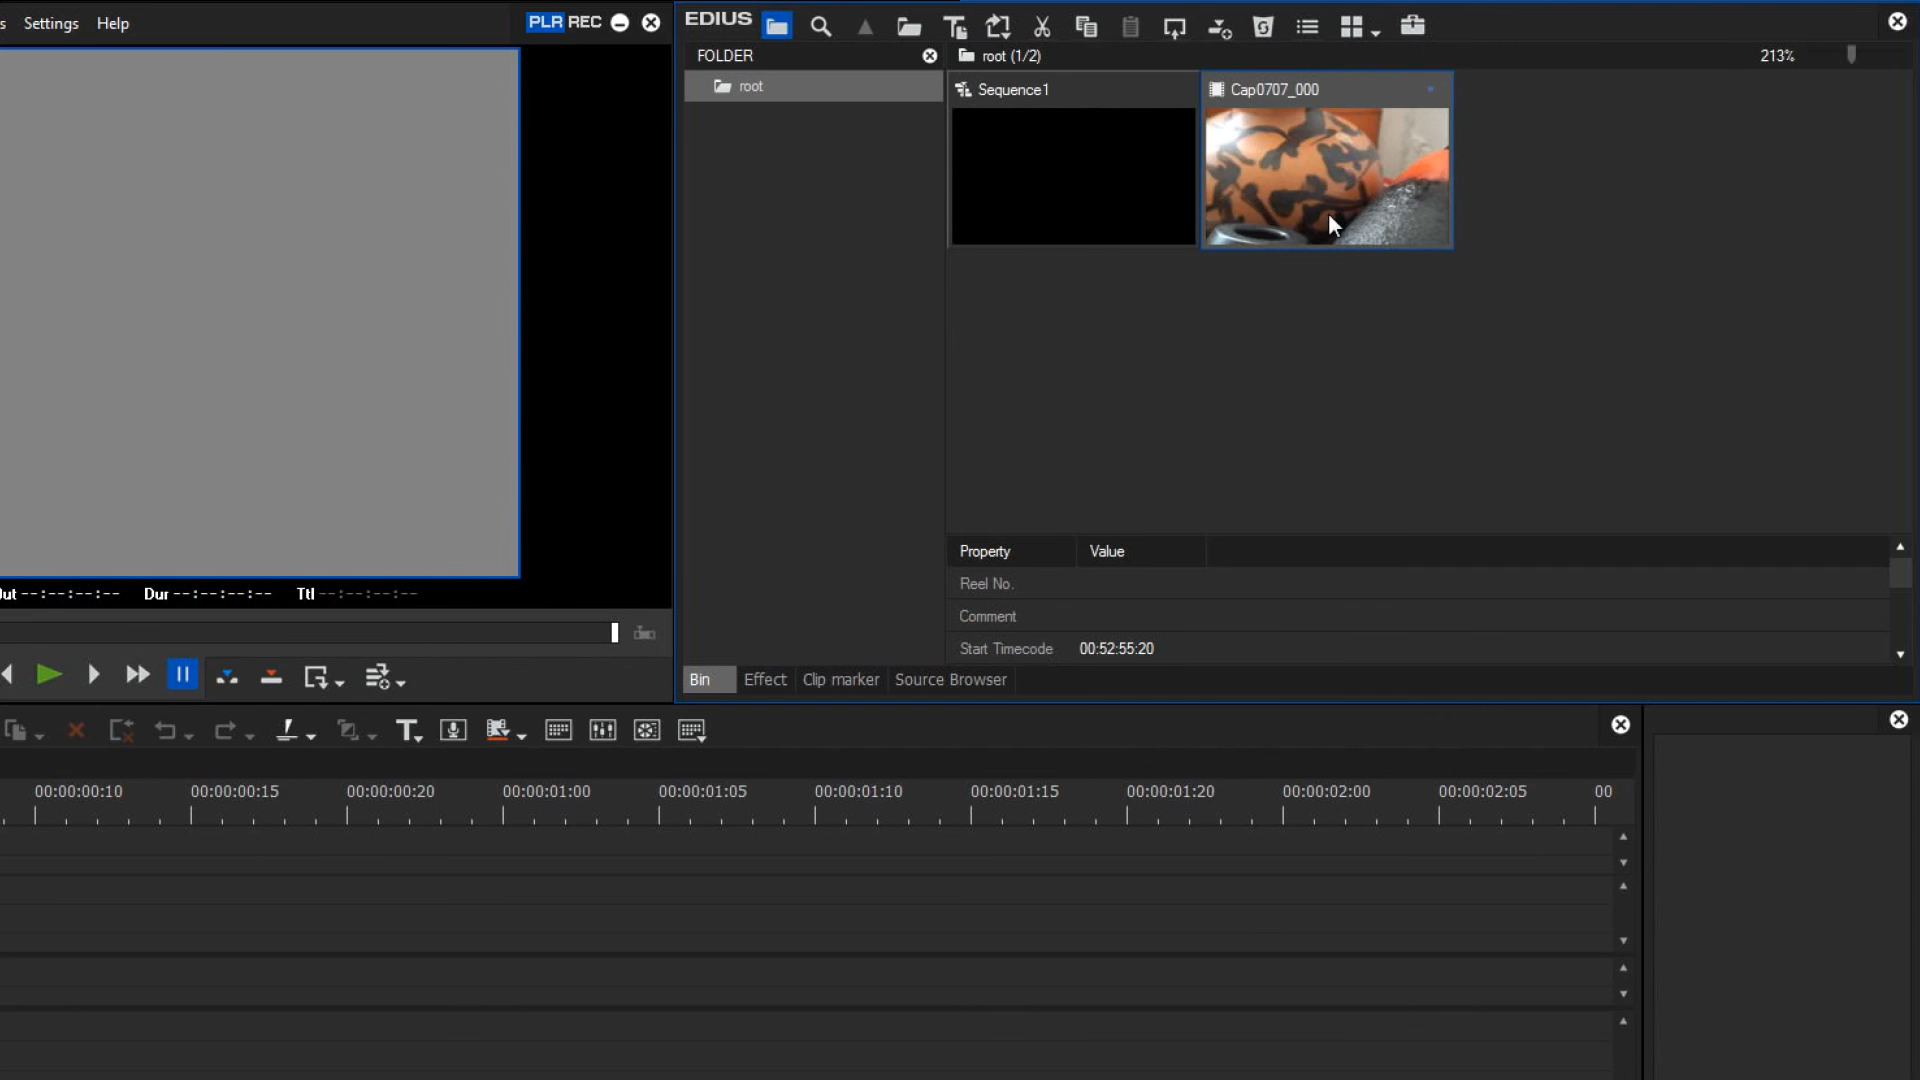 s Settings Help
PLR REC
EDIUS
FOLDER
root (1/2)
213%
root
Sequence1
Cap0707_000
Property Value
Reel No.
Comment
Start Timecode 00:52:55:20
Out --:--:--:-- Dur --:--:--:-- Ttl --:--:--:--
Bin Effect Clip marker Source Browser
00:00:00:10 00:00:00:15 00:00:00:20 00:00:01:00 00:00:01:05 00:00:01:10 00:00:01:15 00:00:01:20 00:00:02:00 00:00:02:05 00